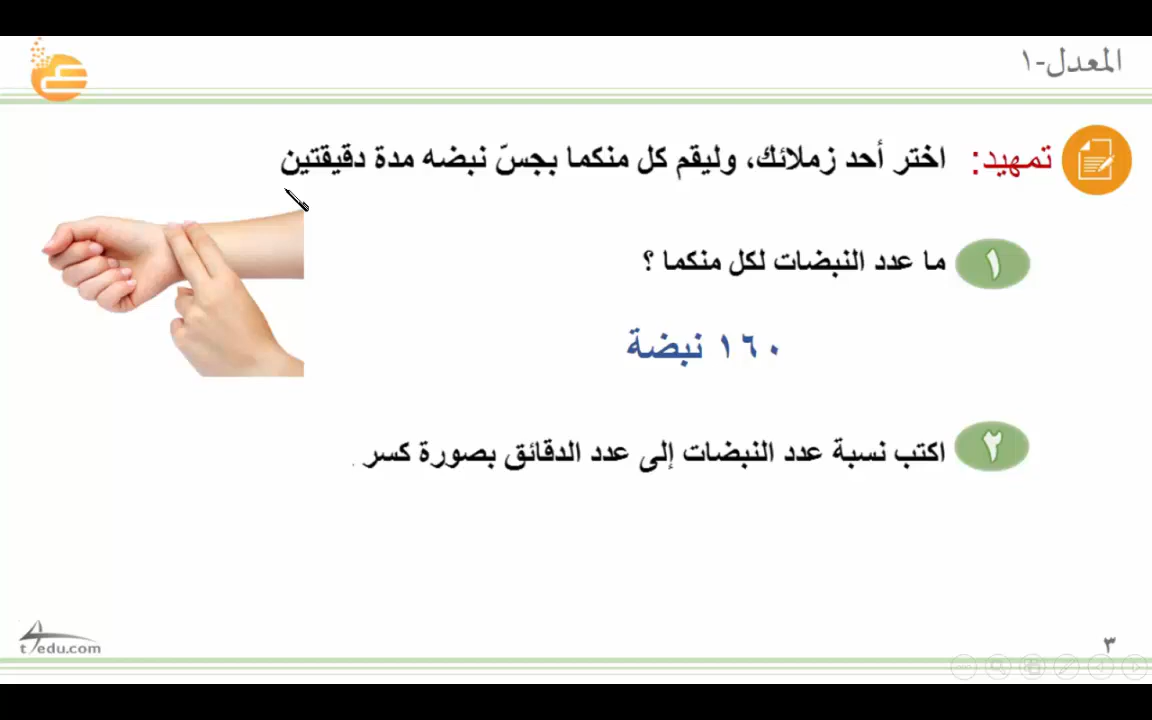 المعدل-١
تمهيد: اختر أحد زملائك، وليقم كل منكما بجسّ نبضه مدة دقيقتين
١ ما عدد النبضات لكل منكما ؟
١٦٠ نبضة
٢ اكتب نسبة عدد النبضات إلى عدد الدقائق بصورة كسر .
t4edu.com
٣